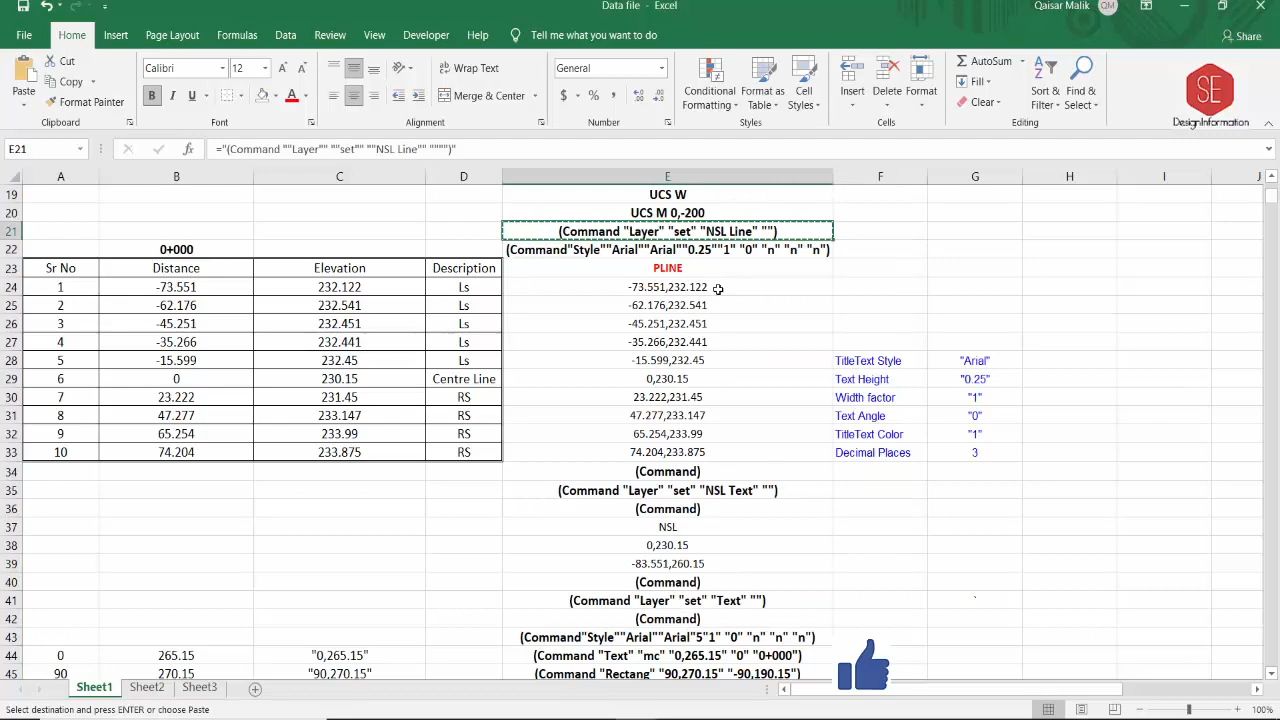 Data file - Excel
Qaisar Malik QM
File Home Insert Page Layout Formulas Data Review View Developer Help Tell me what you want to do Share
Paste
Cut
Copy
Format Painter
Clipboard
Calibri 12
B I U
Font
Wrap Text
Merge & Center
Alignment
General
$ %
Number
Conditional Formatting
Format as Table
Cell Styles
Styles
Insert
Delete
Format
Cells
AutoSum
Fill
Clear
Sort & Filter
Find & Select
Editing
SE
DesignInformation
E21 fx ="(Command ""Layer"" ""set"" ""NSL Line"" """")"
A B C D E F G H I J
19 UCS W
20 UCS M 0,-200
21 (Command "Layer" "set" "NSL Line" "")
22 0+000 (Command"Style""Arial""Arial""0.25""1" "0" "n" "n" "n")
23 Sr No Distance Elevation Description PLINE
24 1 -73.551 232.122 Ls -73.551,232.122
25 2 -62.176 232.541 Ls -62.176,232.541
26 3 -45.251 232.451 Ls -45.251,232.451
27 4 -35.266 232.441 Ls -35.266,232.441
28 5 -15.599 232.45 Ls -15.599,232.45 TitleText Style "Arial"
29 6 0 230.15 Centre Line 0,230.15 Text Height "0.25"
30 7 23.222 231.45 RS 23.222,231.45 Width factor "1"
31 8 47.277 233.147 RS 47.277,233.147 Text Angle "0"
32 9 65.254 233.99 RS 65.254,233.99 TitleText Color "1"
33 10 74.204 233.875 RS 74.204,233.875 Decimal Places 3
34 (Command)
35 (Command "Layer" "set" "NSL Text" "")
36 (Command)
37 NSL
38 0,230.15
39 -83.551,260.15
40 (Command)
41 (Command "Layer" "set" "Text" "") `
42 (Command)
43 (Command"Style""Arial""Arial"5"1" "0" "n" "n" "n")
44 0 265.15 "0,265.15" (Command "Text" "mc" "0,265.15" "0" "0+000)
45 90 270.15 "90,270.15" (Command "Rectang" "90,270.15" "-90,190.15")
Sheet1 Sheet2 Sheet3
Select destination and press ENTER or choose Paste
100%